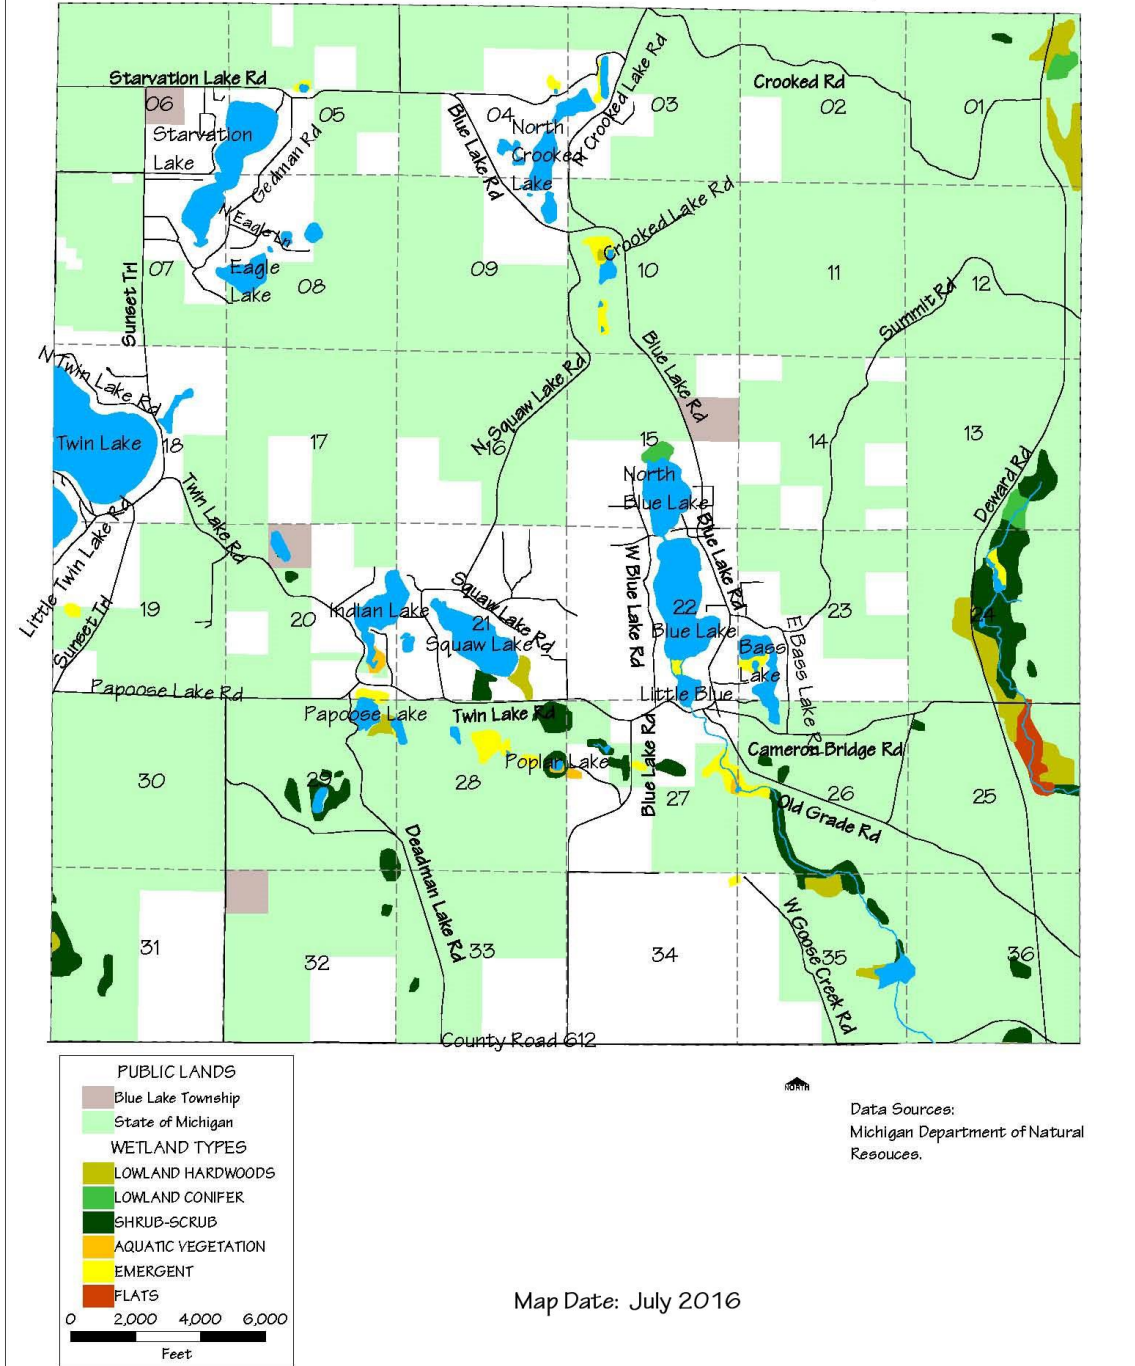 Starvation Lake Rd
N Crooked Lake Rd
Crooked Rd
06
05
04
03
02
01
Starvation
Lake
Gedman Rd
Blue Lake Rd
North
Crooked
Lake
N Eagle Ln
Crooked Lake Rd
Eagle
Lake
07
08
09
10
11
12
Sunset Trl
Summit Rd
N Twin Lake Rd
N. Squaw Lake Rd
Blue Lake Rd
Twin Lake
18
17
16
15
14
13
North
Blue Lake
Twin Lake Rd
Deward Rd
Little Twin Lake Rd
Blue Lake Rd
W Blue Lake Rd
19
20
Indian Lake
21
Squaw Lake Rd
Squaw Lake
22
Blue Lake
23
24
E Bass Lake Rd
Bass
Lake
Sunset Trl
Papoose Lake Rd
Little Blue
Papoose Lake
Twin Lake Rd
Blue Lake Rd
Cameron Bridge Rd
Poplar Lake
30
29
28
27
26
25
Old Grade Rd
Deadman Lake Rd
W Goose Creek Rd
31
32
33
34
35
36
County Road 612
PUBLIC LANDS
Blue Lake Township
State of Michigan
WETLAND TYPES
LOWLAND HARDWOODS
LOWLAND CONIFER
SHRUB-SCRUB
AQUATIC VEGETATION
EMERGENT
FLATS
0 2,000 4,000 6,000
Feet
NORTH
Data Sources:
Michigan Department of Natural
Resouces.
Map Date: July 2016